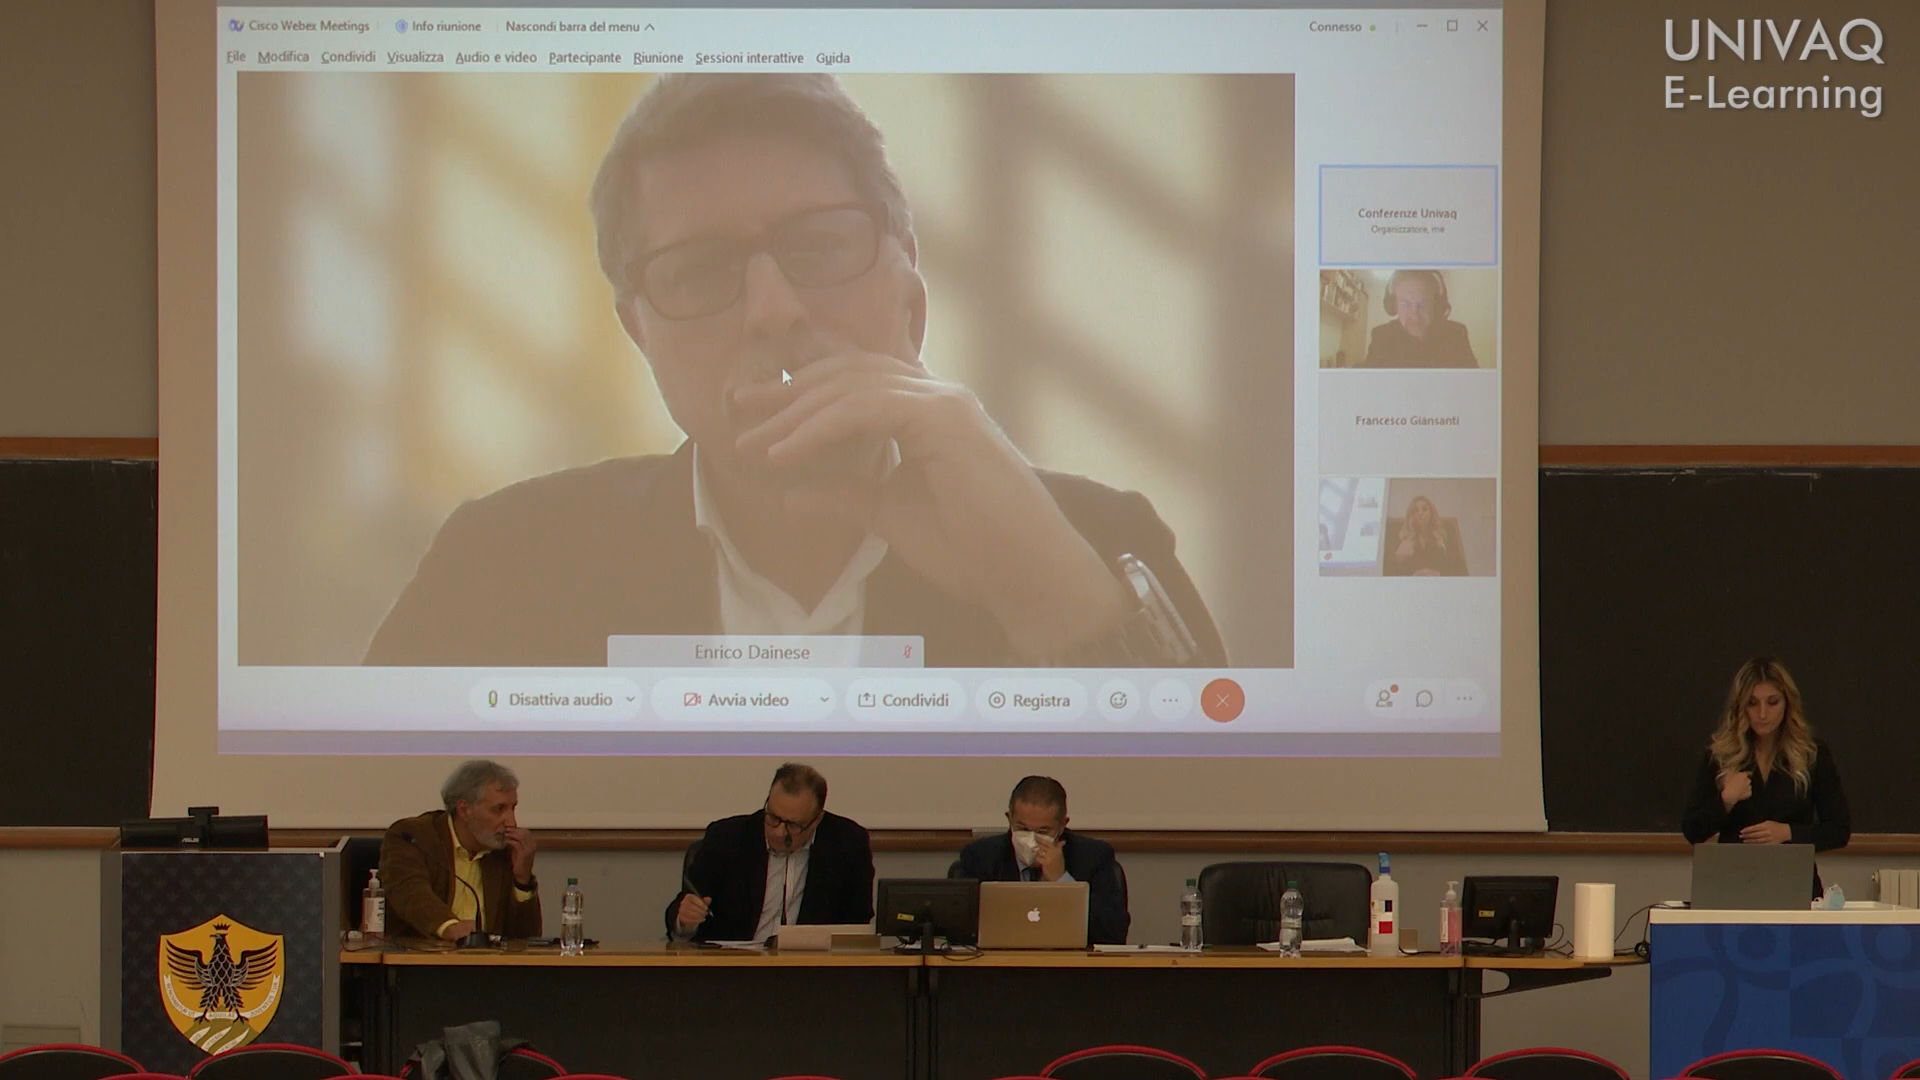 UNIVAQ
E-Learning
Cisco Webex Meetings
Info riunione
Nascondi barra del menu
Connesso
File Modifica Condividi Visualizza Audio e video Partecipante Riunione Sessioni interattive Guida
Conferenze Univaq
Organizzatore, me
Francesco Giansanti
Enrico Dainese
Disattiva audio
Avvia video
Condividi
Registra